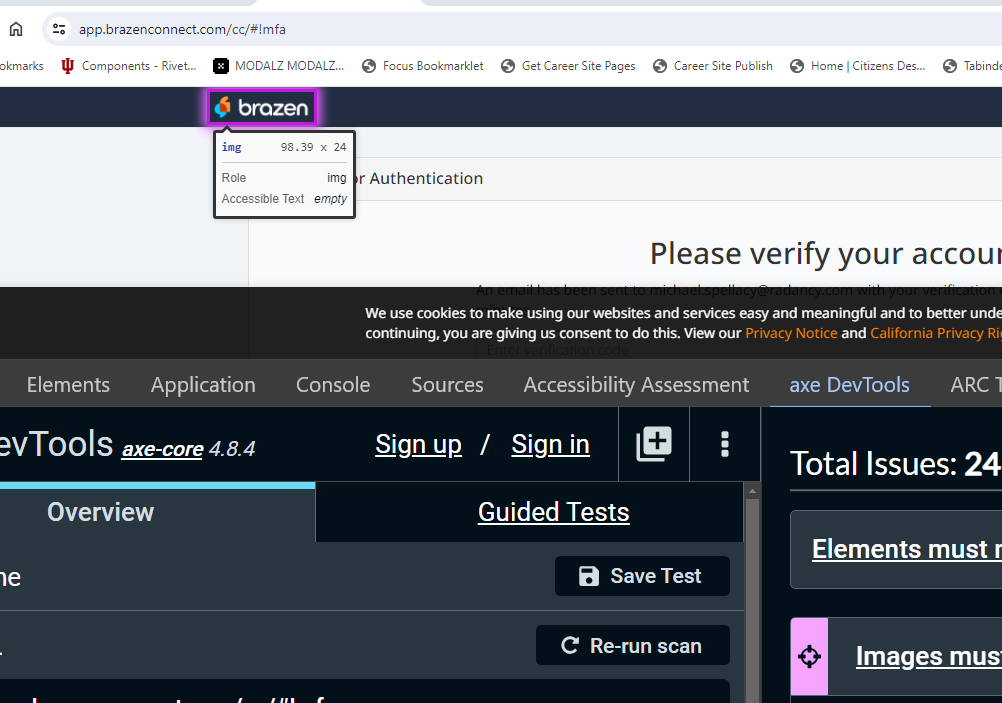 app.brazenconnect.com/cc/#!mfa
okmarks Components - Rivet... MODALZ MODALZ... Focus Bookmarklet Get Career Site Pages Career Site Publish Home | Citizens Des... Tabinde
brazen
img 98.39 x 24
Role img
Accessible Text empty
or Authentication
Please verify your accoun
An email has been sent to michael.spellacy@radancy.com with your verification
We use cookies to make using our websites and services easy and meaningful and to better unde
continuing, you are giving us consent to do this. View our Privacy Notice and California Privacy Rig
Enter verification code
Elements Application Console Sources Accessibility Assessment axe DevTools ARC T
evTools axe-core 4.8.4 Sign up / Sign in
Total Issues: 24
Overview Guided Tests
Elements must
ne Save Test
Re-run scan
Images mus